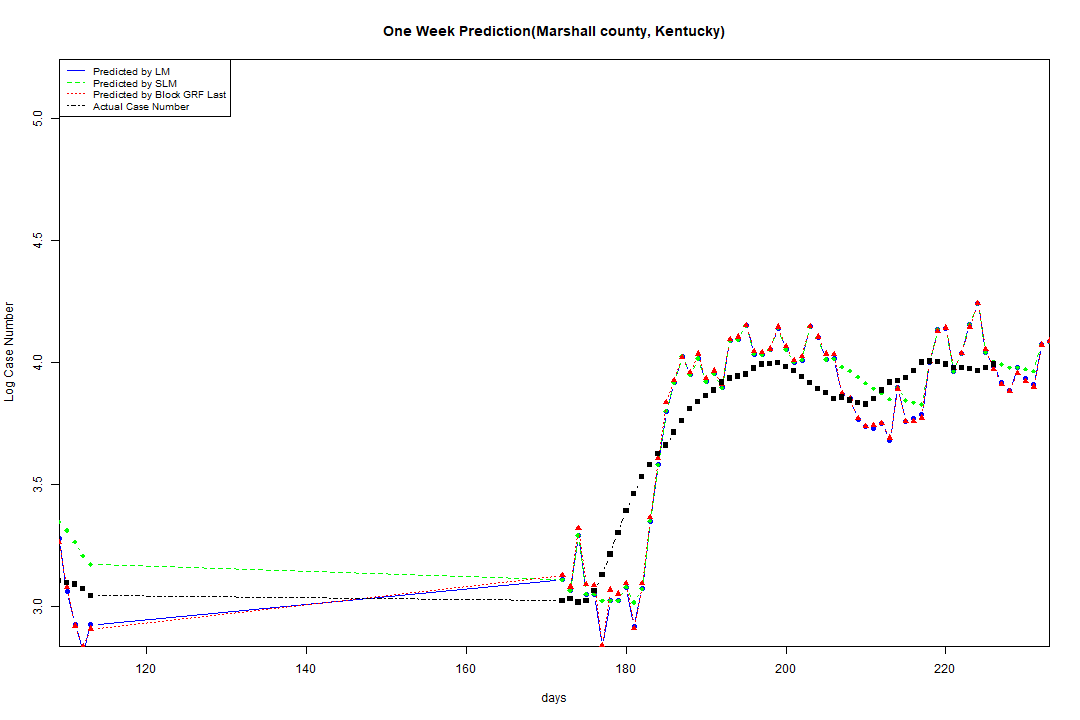 One Week Prediction(Marshall county, Kentucky)
Predicted by LM
Predicted by SLM
Predicted by Block GRF Last
Actual Case Number
Log Case Number
5.0
4.5
4.0
3.5
3.0
120 140 160 180 200 220
days